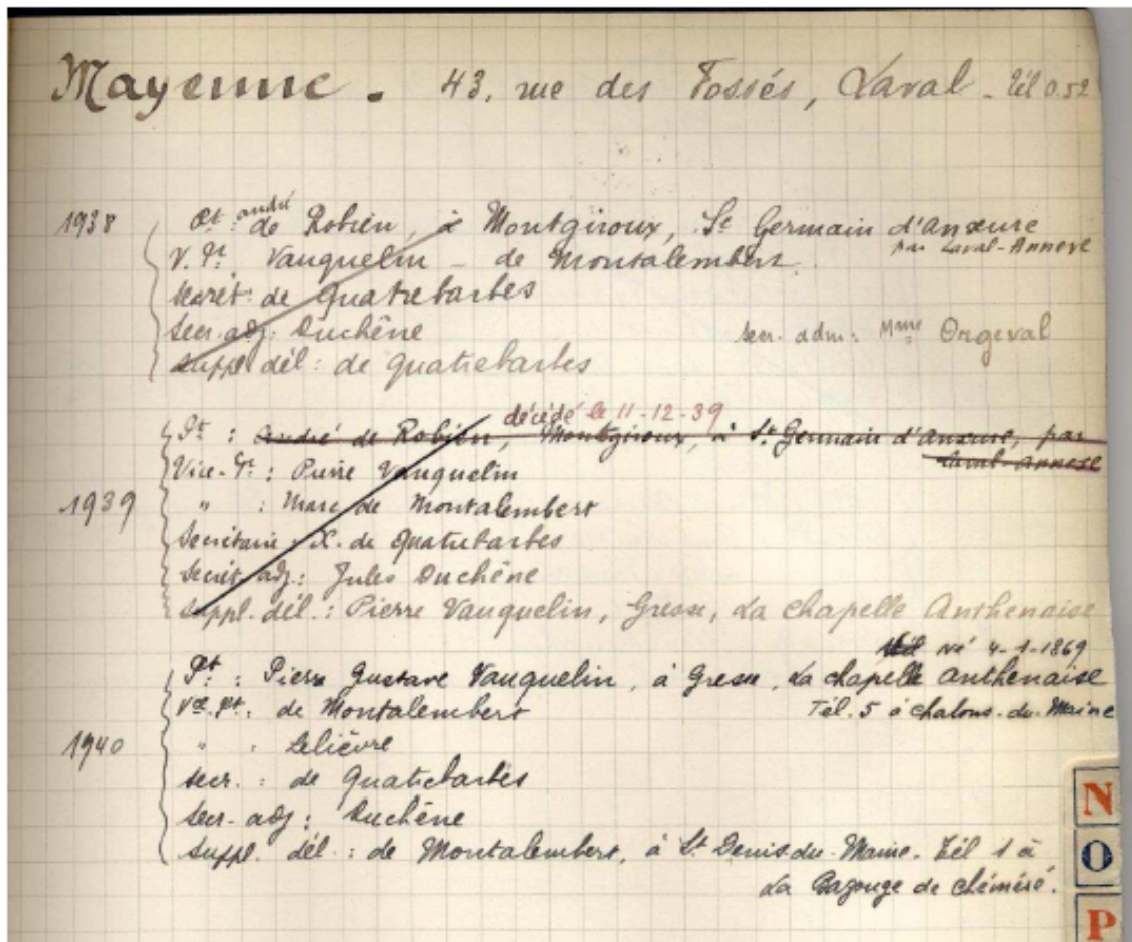 Mayenne. 43, rue des Fossés, Laval - Tél 0.52
1938
Pt : andré de Robien, à Montgiroux, St Germain d'Anxure
par Laval-Annexe
V. Pt. Vauquelin - de Montalembert
Secrét: de Quatrebarbes
Secr. adj: Duchêne
secr. adm: Mme Orgeval
Suppl dél: de Quatrebarbes
décédé le 11-12-39
Pt : André de Robien, Montgiroux, à St Germain d'Anxure, par
Laval-Annexe
Vice-Pt : Pierre Vauquelin
1939
" : Marc de Montalembert
Secrétaire : X. de Quatrebarbes
Secrét. adj: Jules Duchêne
Suppl. dél.: Pierre Vauquelin, Gresse, La Chapelle Anthenaise
né 4-1-1869
Pt : Pierre Gustave Vauquelin, à Gresse, La Chapelle Anthenaise
Vce. Pt. de Montalembert
Tél. 5 à Chalons-du-Maine
1940
" : Lelièvre
secr. : de Quatrebarbes
secr. adj: Duchêne
suppl. dél.: de Montalembert, à St Denis-du-Maine. Tél 1 à
La Bazouge de Chéméré.
N
O
P